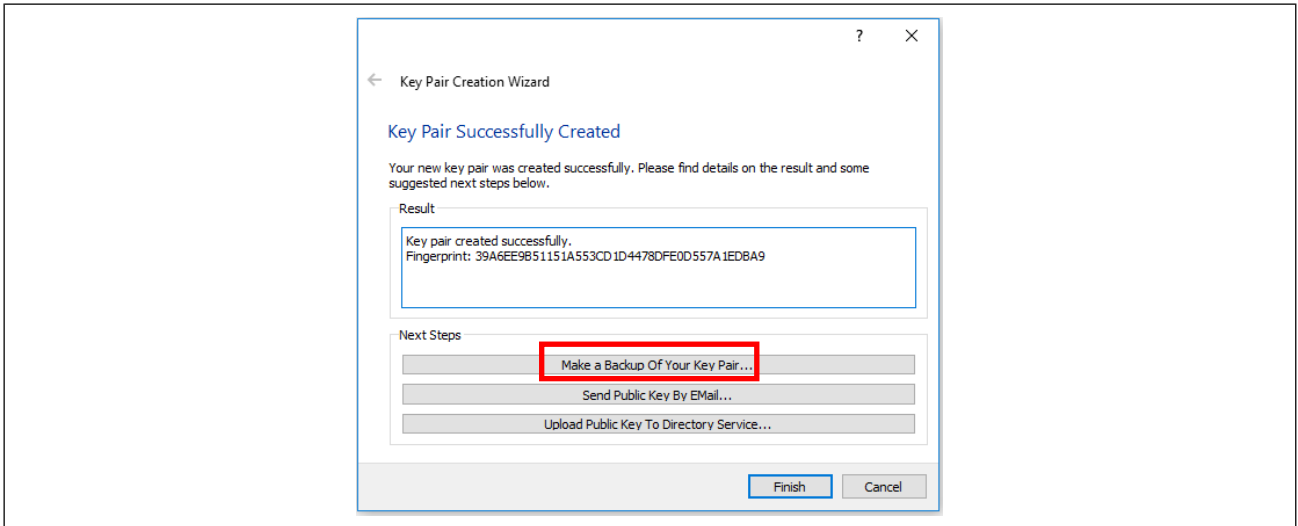 ?
Key Pair Creation Wizard
Key Pair Successfully Created
Your new key pair was created successfully. Please find details on the result and some
suggested next steps below.
Result
Key pair created successfully.
Fingerprint: 39A6EE9B51151A553CD1D4478DFE0D557A1EDBA9
Next Steps
Make a Backup Of Your Key Pair...
Send Public Key By EMail...
Upload Public Key To Directory Service...
Finish Cancel